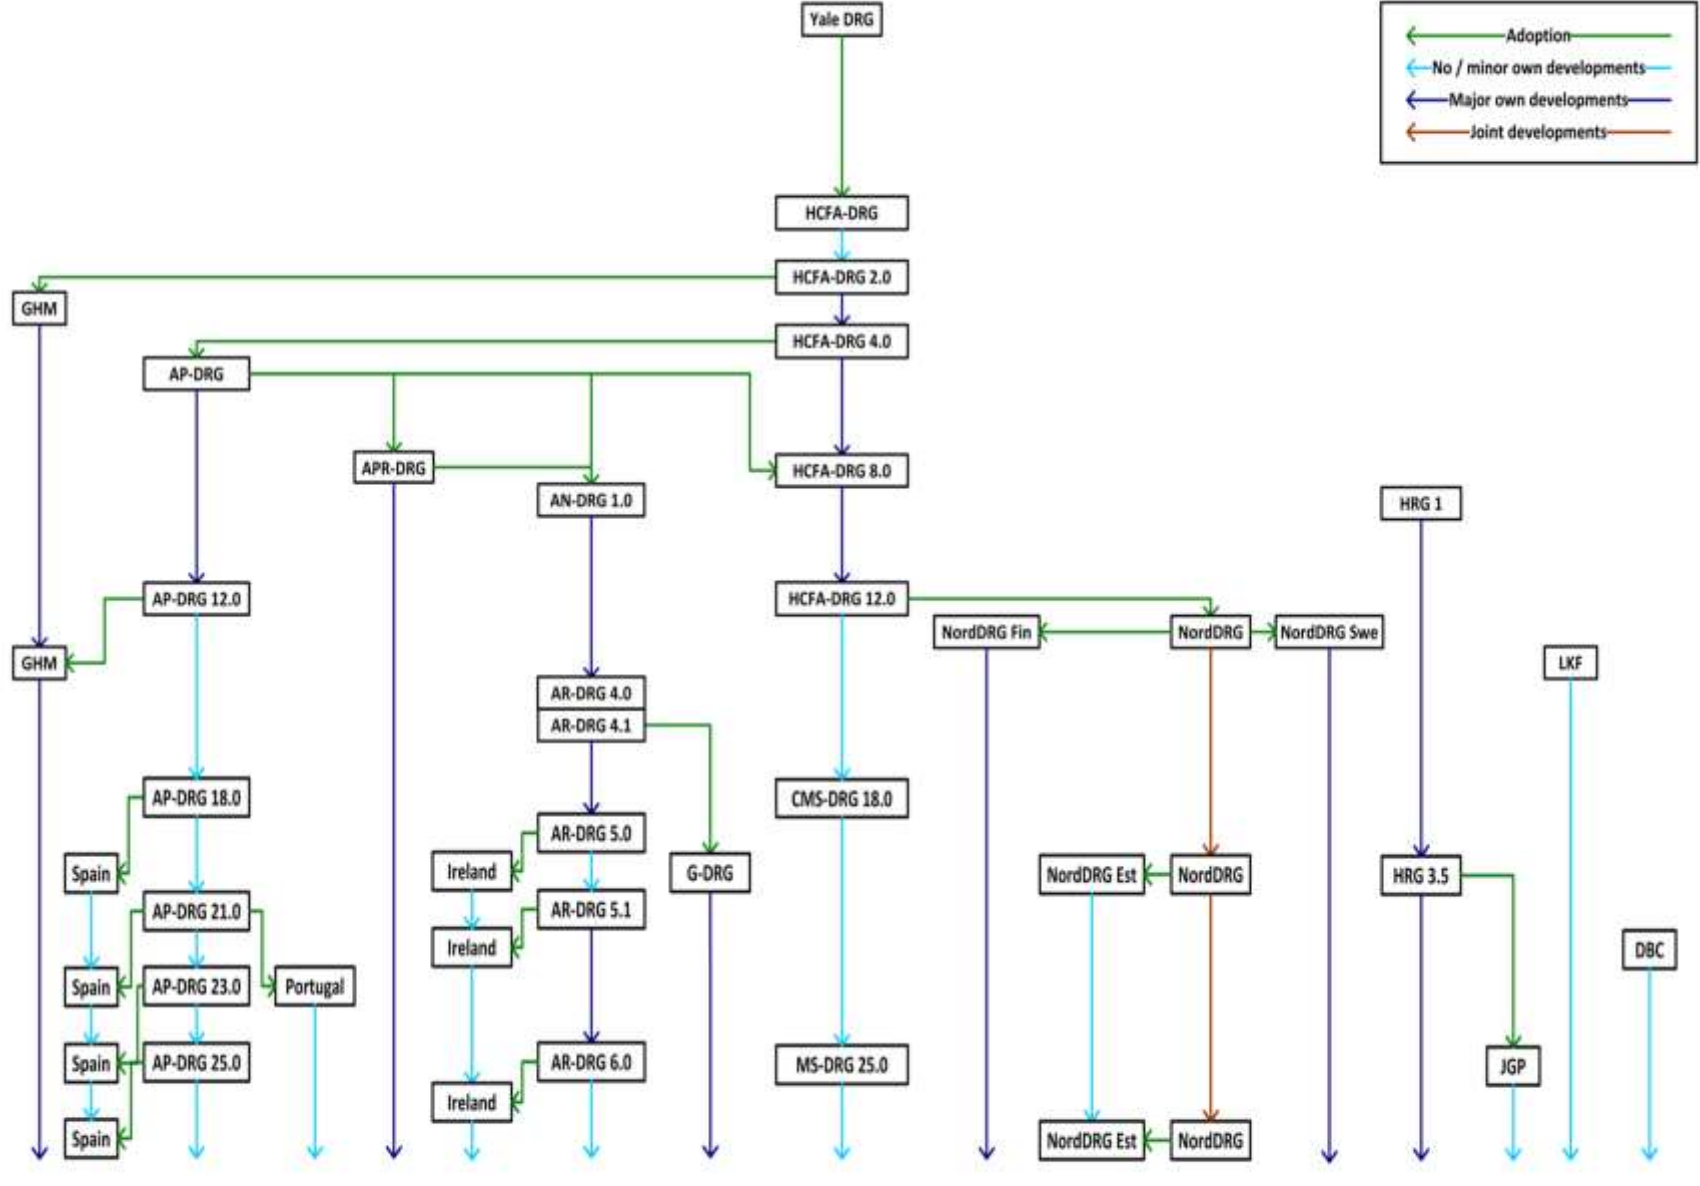 Yale DRG
Adoption
No / minor own developments
Major own developments
Joint developments
HCFA-DRG
HCFA-DRG 2.0
GHM
HCFA-DRG 4.0
AP-DRG
APR-DRG
HCFA-DRG 8.0
AN-DRG 1.0
HRG 1
AP-DRG 12.0
HCFA-DRG 12.0
NordDRG Fin
NordDRG
NordDRG Swe
GHM
LKF
AR-DRG 4.0
AR-DRG 4.1
AP-DRG 18.0
CMS-DRG 18.0
AR-DRG 5.0
Spain
Ireland
G-DRG
NordDRG Est
NordDRG
HRG 3.5
AP-DRG 21.0
AR-DRG 5.1
Ireland
DBC
Spain
AP-DRG 23.0
Portugal
Spain
AP-DRG 25.0
AR-DRG 6.0
MS-DRG 25.0
JGP
Ireland
Spain
NordDRG Est
NordDRG